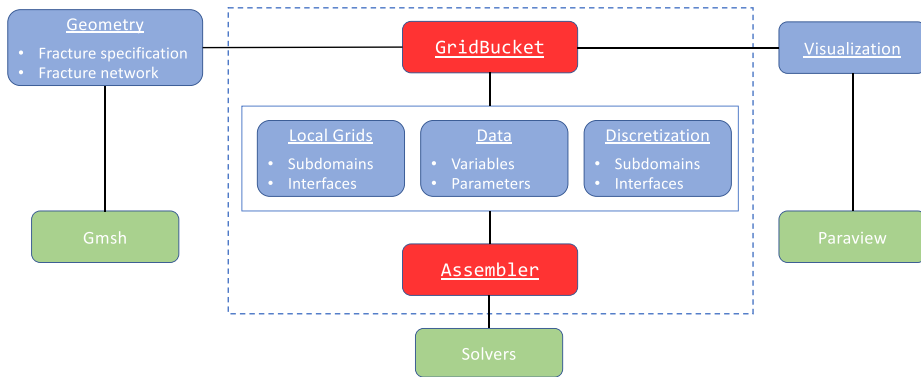 Geometry
• Fracture specification
• Fracture network
GridBucket
Visualization
Local Grids
• Subdomains
• Interfaces
Data
• Variables
• Parameters
Discretization
• Subdomains
• Interfaces
Gmsh
Assembler
Paraview
Solvers